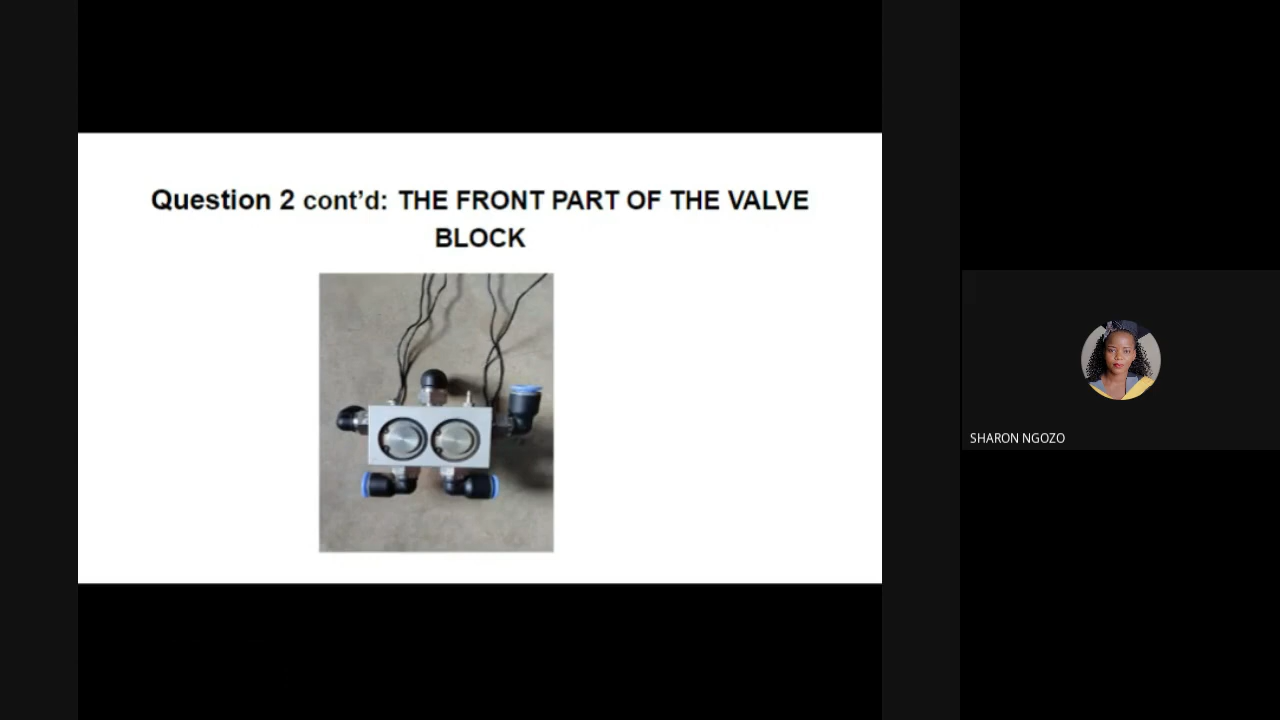 Question 2 cont’d: THE FRONT PART OF THE VALVE
BLOCK
SHARON NGOZO